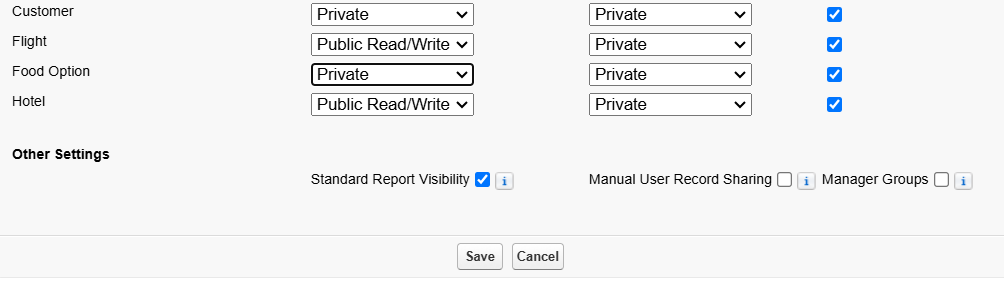 Customer Private Private
Flight Public Read/Write Private
Food Option Private Private
Hotel Public Read/Write Private
Other Settings
Standard Report Visibility i Manual User Record Sharing i Manager Groups i
Save Cancel